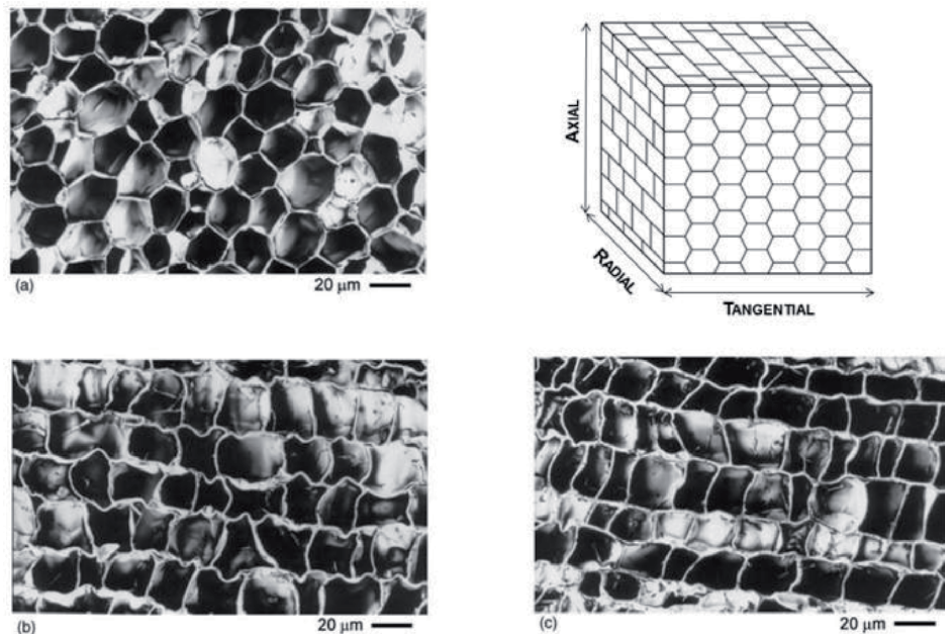 (a)
20 µm
AXIAL
RADIAL
TANGENTIAL
(b)
20 µm
(c)
20 µm